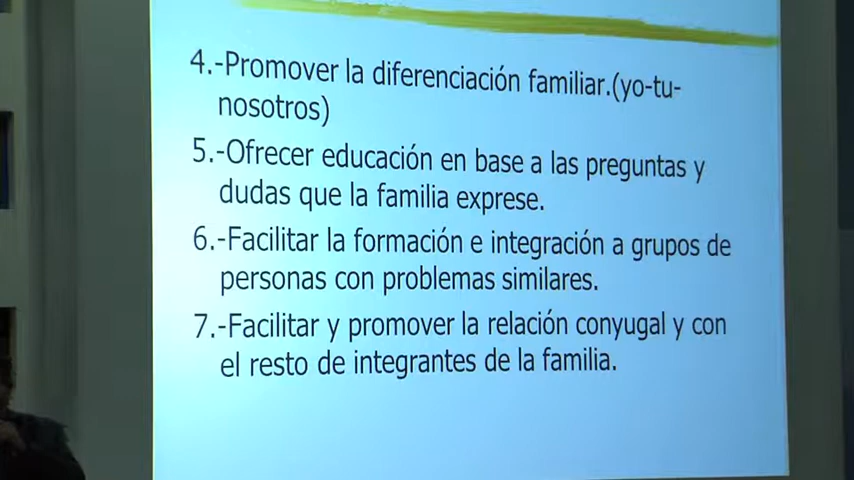 4.-Promover la diferenciación familiar.(yo-tu-
nosotros)
5.-Ofrecer educación en base a las preguntas y
dudas que la familia exprese.
6.-Facilitar la formación e integración a grupos de
personas con problemas similares.
7.-Facilitar y promover la relación conyugal y con
el resto de integrantes de la familia.